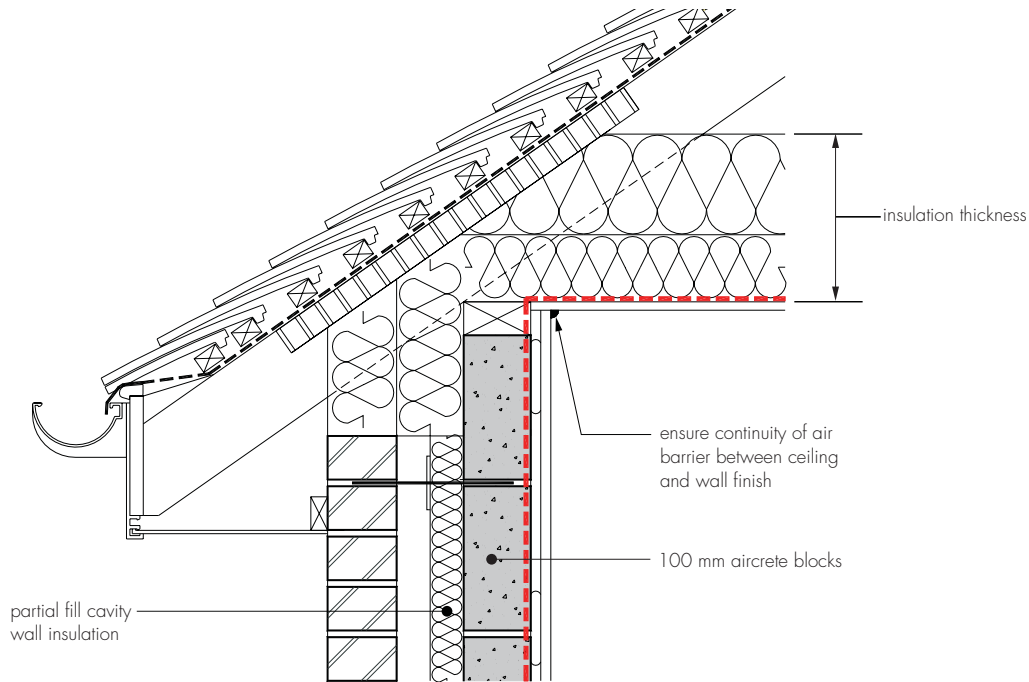 insulation thickness
ensure continuity of air
barrier between ceiling
and wall finish
100 mm aircrete blocks
partial fill cavity
wall insulation